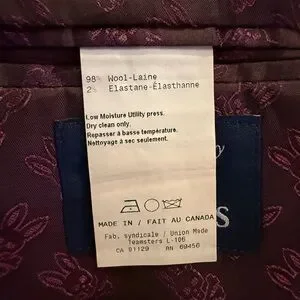 98% Wool-Laine
2% Elastane-Élasthanne
Low Moisture Utility press.
Dry clean only.
Repasser à basse température.
Nettoyage à sec seulement.
MADE IN / FAIT AU CANADA
Fab. syndicale / Union Made
Teamsters L-106
CA 01129 RN 69456